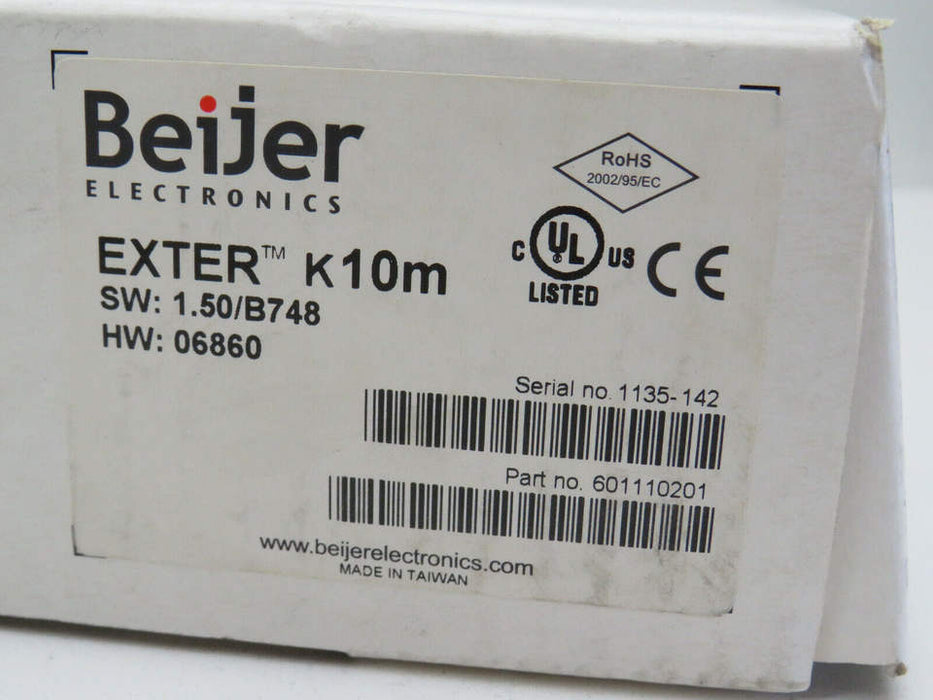 Beijer
ELECTRONICS
RoHS
2002/95/EC
EXTER™ K10m
C UL US
LISTED
CE
SW: 1.50/B748
HW: 06860
Serial no. 1135-142
Part no. 601110201
www.beijerelectronics.com
MADE IN TAIWAN